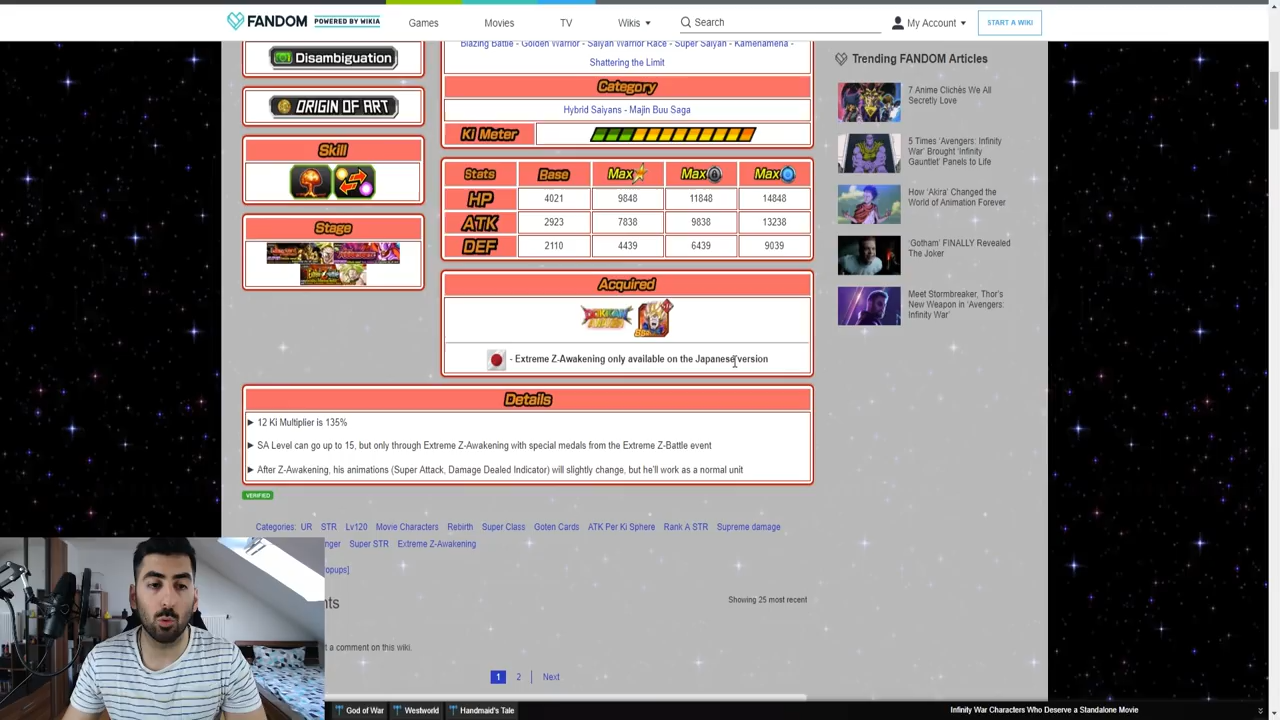 FANDOM POWERED BY WIKIA
Games
Movies
TV
Wikis
Search
My Account
START A WIKI
Disambiguation
ORIGIN OF ART
Skill
Stage
Blazing Battle - Golden Warrior - Saiyan Warrior Race - Super Saiyan - Kamehameha -
Shattering the Limit
Category
Hybrid Saiyans - Majin Buu Saga
Ki Meter
Stats Base Max Max Max
HP 4021 9848 11848 14848
ATK 2923 7838 9838 13238
DEF 2110 4439 6439 9039
Acquired
DOKKAN
- Extreme Z-Awakening only available on the Japanese version
Details
► 12 Ki Multiplier is 135%
► SA Level can go up to 15, but only through Extreme Z-Awakening with special medals from the Extreme Z-Battle event
► After Z-Awakening, his animations (Super Attack, Damage Dealed Indicator) will slightly change, but he'll work as a normal unit
VERIFIED
Categories: UR STR Lv120 Movie Characters Rebirth Super Class Goten Cards ATK Per Ki Sphere Rank A STR Supreme damage
nger Super STR Extreme Z-Awakening
opups]
nts
Showing 25 most recent
t a comment on this wiki.
1 2 Next
Trending FANDOM Articles
7 Anime Clichés We All
Secretly Love
5 Times 'Avengers: Infinity
War' Brought 'Infinity
Gauntlet' Panels to Life
How 'Akira' Changed the
World of Animation Forever
'Gotham' FINALLY Revealed
The Joker
Meet Stormbreaker, Thor's
New Weapon in 'Avengers:
Infinity War'
God of War
Westworld
Handmaid's Tale
Infinity War Characters Who Deserve a Standalone Movie